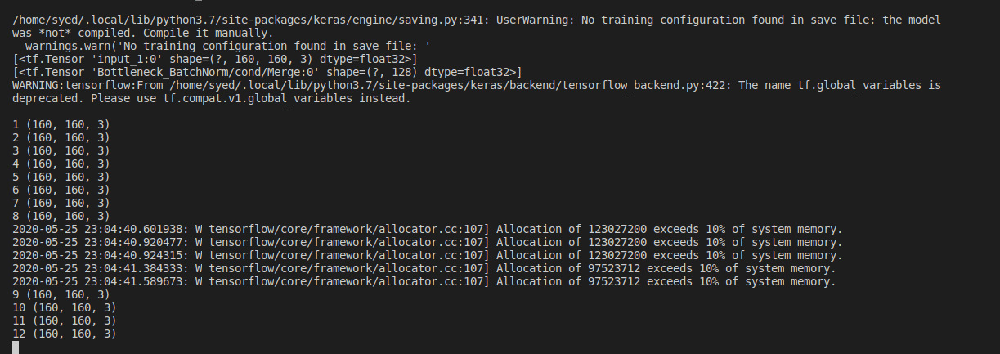 /home/syed/.local/lib/python3.7/site-packages/keras/engine/saving.py:341: UserWarning: No training configuration found in save file: the model
was *not* compiled. Compile it manually.
  warnings.warn('No training configuration found in save file: '
[<tf.Tensor 'input_1:0' shape=(?, 160, 160, 3) dtype=float32>]
[<tf.Tensor 'Bottleneck_BatchNorm/cond/Merge:0' shape=(?, 128) dtype=float32>]
WARNING:tensorflow:From /home/syed/.local/lib/python3.7/site-packages/keras/backend/tensorflow_backend.py:422: The name tf.global_variables is
deprecated. Please use tf.compat.v1.global_variables instead.

1 (160, 160, 3)
2 (160, 160, 3)
3 (160, 160, 3)
4 (160, 160, 3)
5 (160, 160, 3)
6 (160, 160, 3)
7 (160, 160, 3)
8 (160, 160, 3)
2020-05-25 23:04:40.601938: W tensorflow/core/framework/allocator.cc:107] Allocation of 123027200 exceeds 10% of system memory.
2020-05-25 23:04:40.920477: W tensorflow/core/framework/allocator.cc:107] Allocation of 123027200 exceeds 10% of system memory.
2020-05-25 23:04:40.924315: W tensorflow/core/framework/allocator.cc:107] Allocation of 123027200 exceeds 10% of system memory.
2020-05-25 23:04:41.384333: W tensorflow/core/framework/allocator.cc:107] Allocation of 97523712 exceeds 10% of system memory.
2020-05-25 23:04:41.589673: W tensorflow/core/framework/allocator.cc:107] Allocation of 97523712 exceeds 10% of system memory.
9 (160, 160, 3)
10 (160, 160, 3)
11 (160, 160, 3)
12 (160, 160, 3)